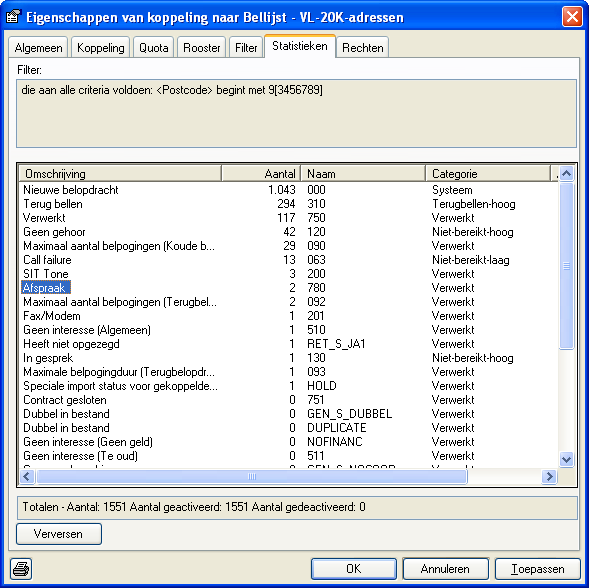 Eigenschappen van koppeling naar Bellijst - VL-20K-adressen
Algemeen Koppeling Quota Rooster Filter Statistieken Rechten
Filter:
die aan alle criteria voldoen: <Postcode> begint met 9[3456789]
Omschrijving Aantal Naam Categorie
Nieuwe belopdracht 1.043 000 Systeem
Terug bellen 294 310 Terugbellen-hoog
Verwerkt 117 750 Verwerkt
Geen gehoor 42 120 Niet-bereikt-hoog
Maximaal aantal belpogingen (Koude b... 29 090 Verwerkt
Call failure 13 063 Niet-bereikt-laag
SIT Tone 3 200 Verwerkt
Afspraak 2 780 Verwerkt
Maximaal aantal belpogingen (Terugbel... 2 092 Verwerkt
Fax/Modem 1 201 Verwerkt
Geen interesse (Algemeen) 1 510 Verwerkt
Heeft niet opgezegd 1 RET_S_JA1 Verwerkt
In gesprek 1 130 Niet-bereikt-hoog
Maximale belpogingduur (Terugbelopdr... 1 093 Verwerkt
Speciale import status voor gekoppelde... 1 HOLD Verwerkt
Contract gesloten 0 751 Verwerkt
Dubbel in bestand 0 GEN_S_DUBBEL Verwerkt
Dubbel in bestand 0 DUPLICATE Verwerkt
Geen interesse (Geen geld) 0 NOFINANC Verwerkt
Geen interesse (Te oud) 0 511 Verwerkt
Totalen - Aantal: 1551 Aantal geactiveerd: 1551 Aantal gedeactiveerd: 0
Verversen
OK Annuleren Toepassen